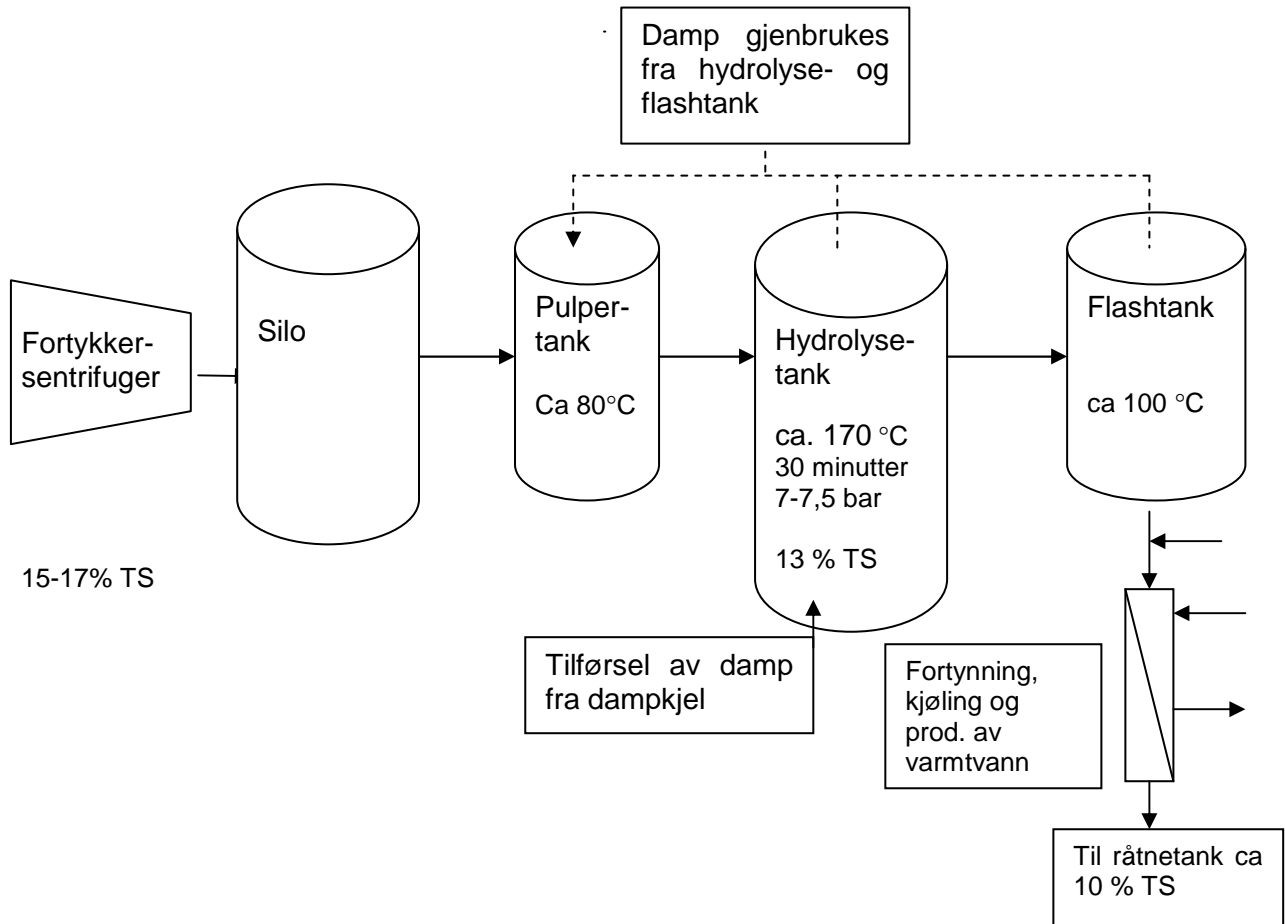 Damp gjenbrukes
fra hydrolyse- og
flashtank
Fortykker-
sentrifuger
15-17% TS
Silo
Pulper-
tank
Ca 80°C
Hydrolyse-
tank
ca. 170 °C
30 minutter
7-7,5 bar
13 % TS
Flashtank
ca 100 °C
Tilførsel av damp
fra dampkjel
Fortynning,
kjøling og
prod. av
varmtvann
Til råtnetank ca
10 % TS